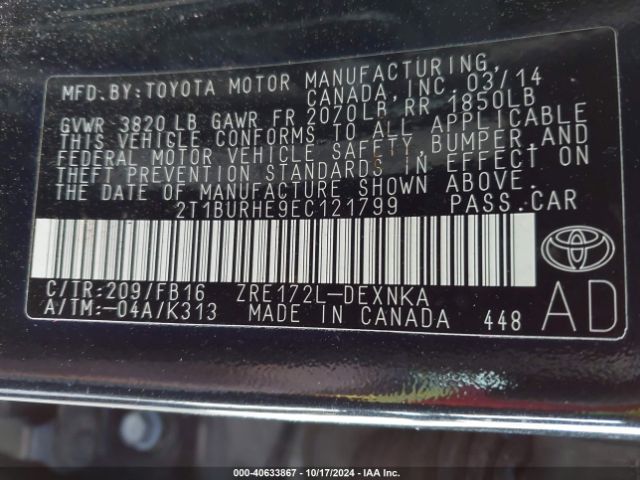 MFD. BY: TOYOTA MOTOR MANUFACTURING,
CANADA, INC. 03/14
GVWR 3820 LB GAWR FR 2070LB, RR 1850LB
THIS VEHICLE CONFORMS TO ALL APPLICABLE
FEDERAL MOTOR VEHICLE SAFETY, BUMPER, AND
THEFT PREVENTION STANDARDS IN EFFECT ON
THE DATE OF MANUFACTURE SHOWN ABOVE.
2T1BURHE9EC121799 PASS. CAR
C/TR: 209/FB16 ZRE172L-DEXNKA
A/TM: -04A/K313 MADE IN CANADA 448
AD
000-40633867 - 10/17/2024 - IAAI.COM